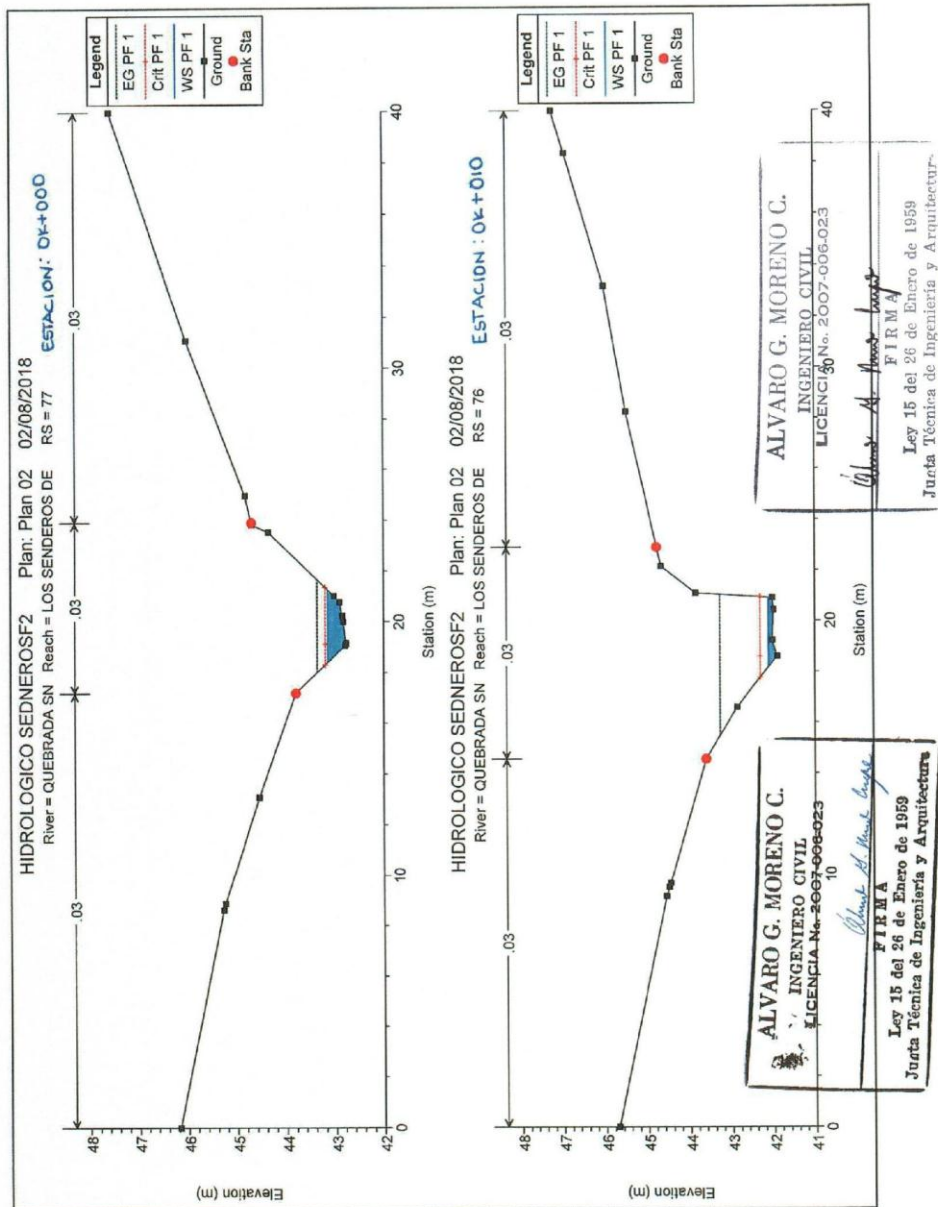 HIDROLOGICO SEDNEROSF2 Plan: Plan 02 02/08/2018
River = QUEBRADA SN Reach = LOS SENDEROS DE RS = 77
ESTACION: 0K+000
.03
.03
.03
Legend
EG PF 1
Crit PF 1
WS PF 1
Ground
Bank Sta
Elevation (m)
48
47
46
45
44
43
42
0
10
20
30
40
Station (m)
HIDROLOGICO SEDNEROSF2 Plan: Plan 02 02/08/2018
River = QUEBRADA SN Reach = LOS SENDEROS DE RS = 76
ESTACION: 0K+010
.03
.03
.03
Legend
EG PF 1
Crit PF 1
WS PF 1
Ground
Bank Sta
Elevation (m)
48
47
46
45
44
43
42
41
0
10
20
30
40
Station (m)
ALVARO G. MORENO C.
INGENIERO CIVIL
LICENCIA No. 2007-006-023
FIRMA
Ley 15 del 26 de Enero de 1959
Junta Técnica de Ingeniería y Arquitectura
ALVARO G. MORENO C.
INGENIERO CIVIL
LICENCIA No. 2007-006-023
FIRMA
Ley 15 del 26 de Enero de 1959
Junta Técnica de Ingeniería y Arquitectur